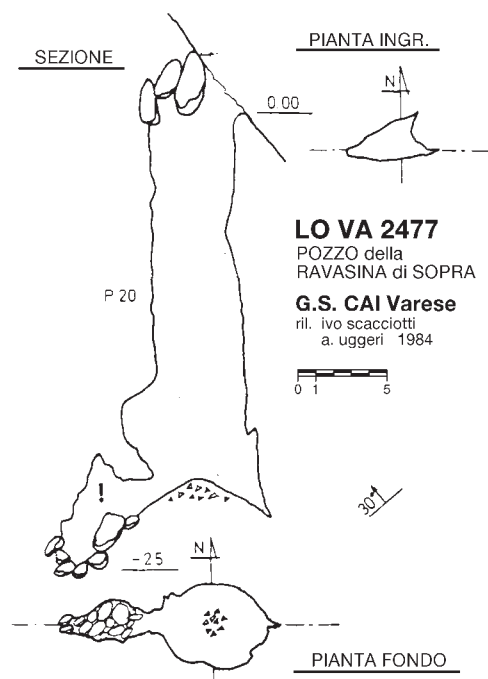 SEZIONE
PIANTA INGR.
N
0.00
LO VA 2477
POZZO della
RAVASINA di SOPRA
P 20
G.S. CAI Varese
ril. ivo scacciotti
a. uggeri 1984
0 1 5
!
30°
-25
N
PIANTA FONDO